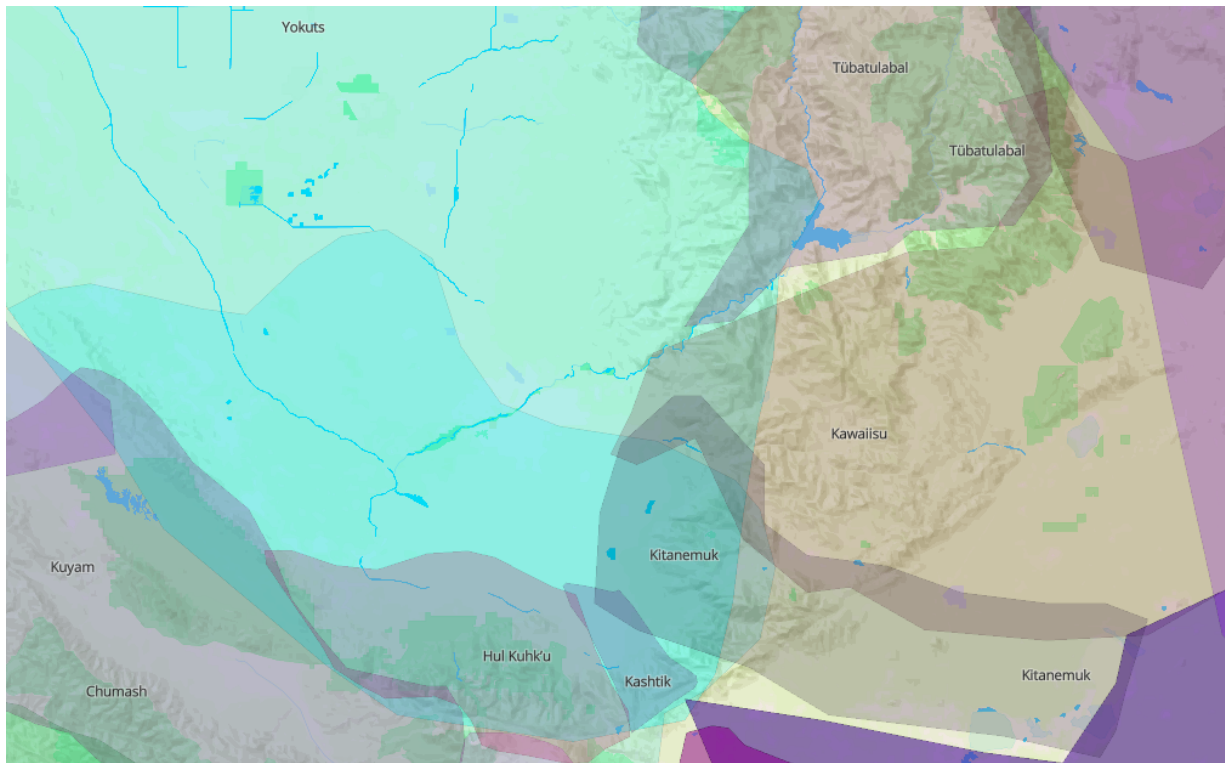 Yokuts
Tübatulabal
Tübatulabal
Kawaiisu
Kitanemuk
Kuyam
Hul Kuhk'u
Kitanemuk
Kashtik
Chumash